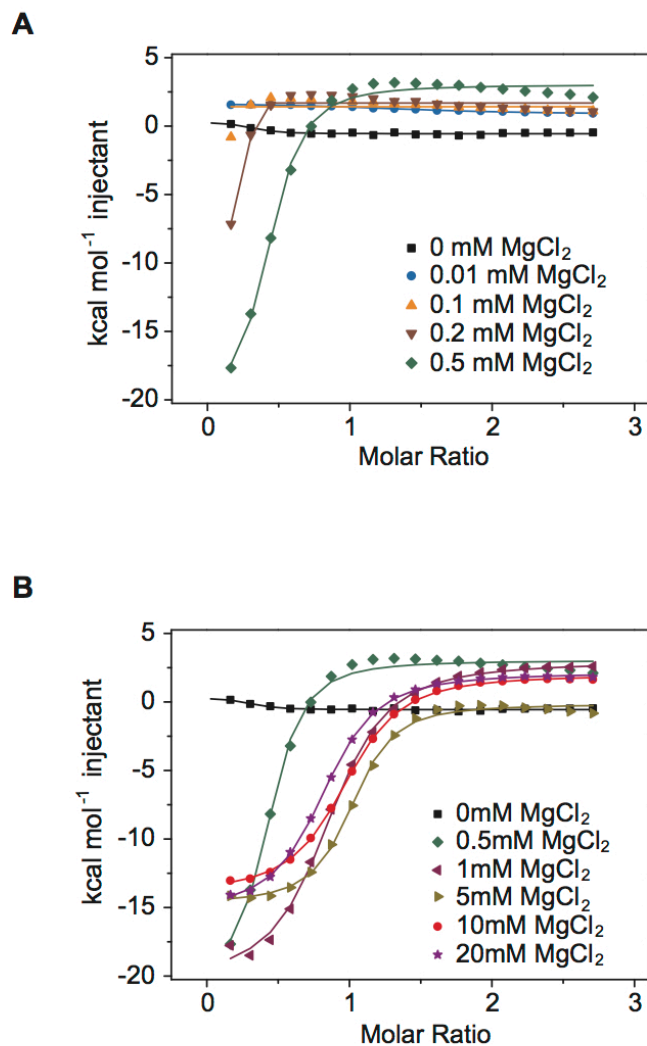 A
5
0
-5
-10
-15
-20
kcal mol⁻¹ injectant
0 mM MgCl₂
0.01 mM MgCl₂
0.1 mM MgCl₂
0.2 mM MgCl₂
0.5 mM MgCl₂
0 1 2 3
Molar Ratio
B
5
0
-5
-10
-15
-20
kcal mol⁻¹ injectant
0mM MgCl₂
0.5mM MgCl₂
1mM MgCl₂
5mM MgCl₂
10mM MgCl₂
20mM MgCl₂
0 1 2 3
Molar Ratio